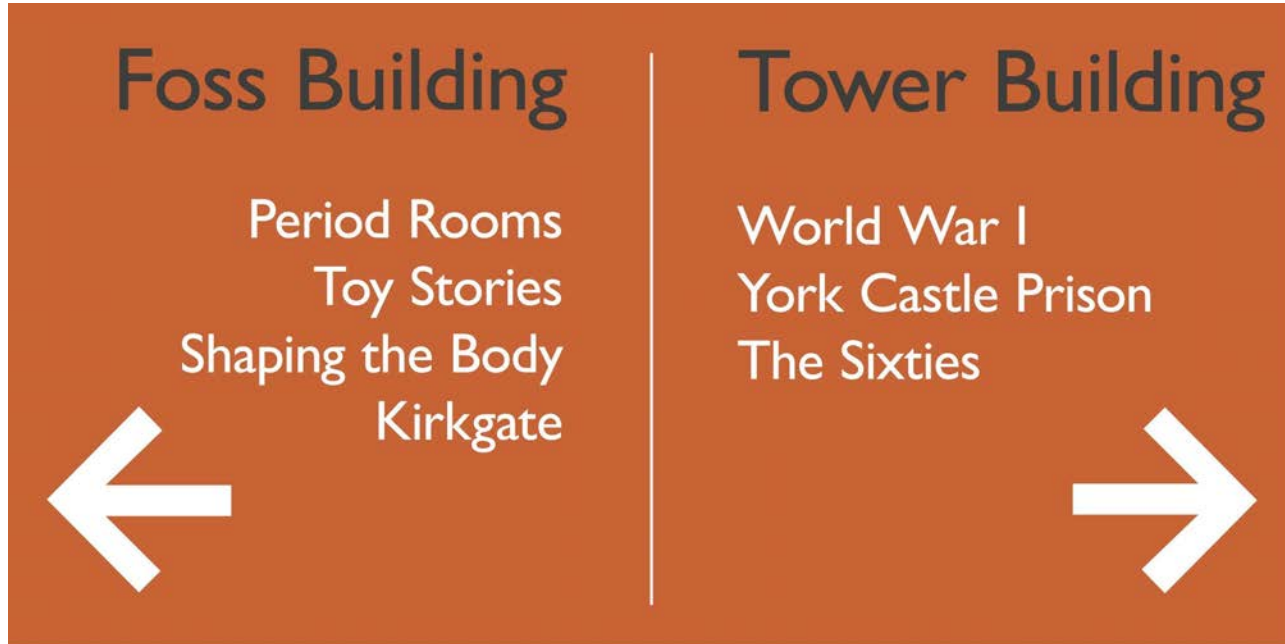 Foss Building
Period Rooms
Toy Stories
Shaping the Body
Kirkgate
Tower Building
World War I
York Castle Prison
The Sixties